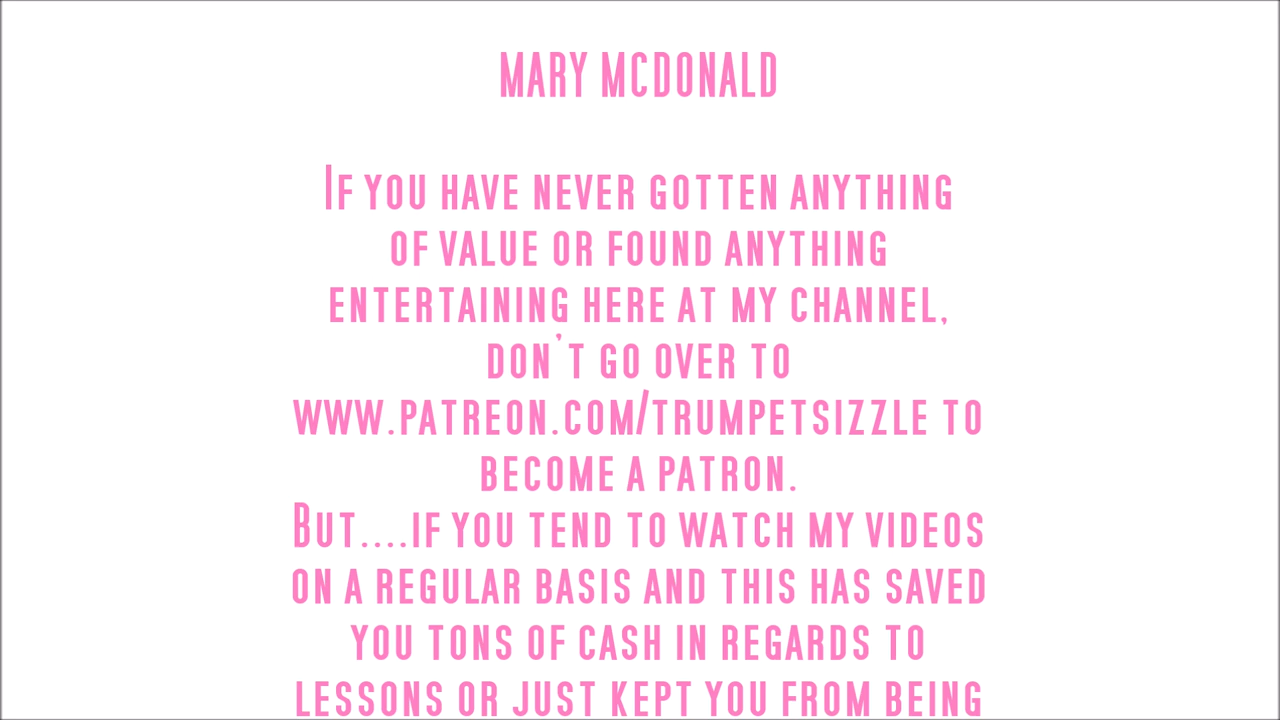 MARY MCDONALD
If you have never gotten anything
of value or found anything
entertaining here at my channel,
don't go over to
www.patreon.com/trumpetsizzle to
become a patron.
But....if you tend to watch my videos
on a regular basis and this has saved
you tons of cash in regards to
lessons or just kept you from being